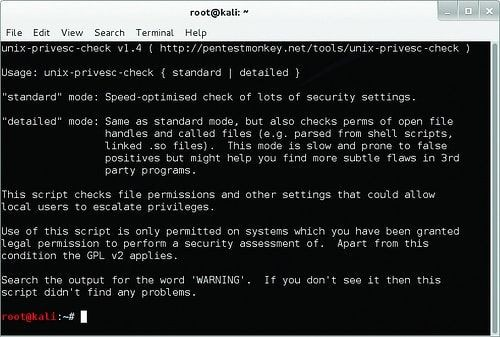 root@kali: ~
File Edit View Search Terminal Help
unix-privesc-check v1.4 ( http://pentestmonkey.net/tools/unix-privesc-check )
Usage: unix-privesc-check { standard | detailed }
"standard" mode: Speed-optimised check of lots of security settings.
"detailed" mode: Same as standard mode, but also checks perms of open file
handles and called files (e.g. parsed from shell scripts,
linked .so files). This mode is slow and prone to false
positives but might help you find more subtle flaws in 3rd
party programs.
This script checks file permissions and other settings that could allow
local users to escalate privileges.
Use of this script is only permitted on systems which you have been granted
legal permission to perform a security assessment of. Apart from this
condition the GPL v2 applies.
Search the output for the word 'WARNING'. If you don't see it then this
script didn't find any problems.
root@kali:~#